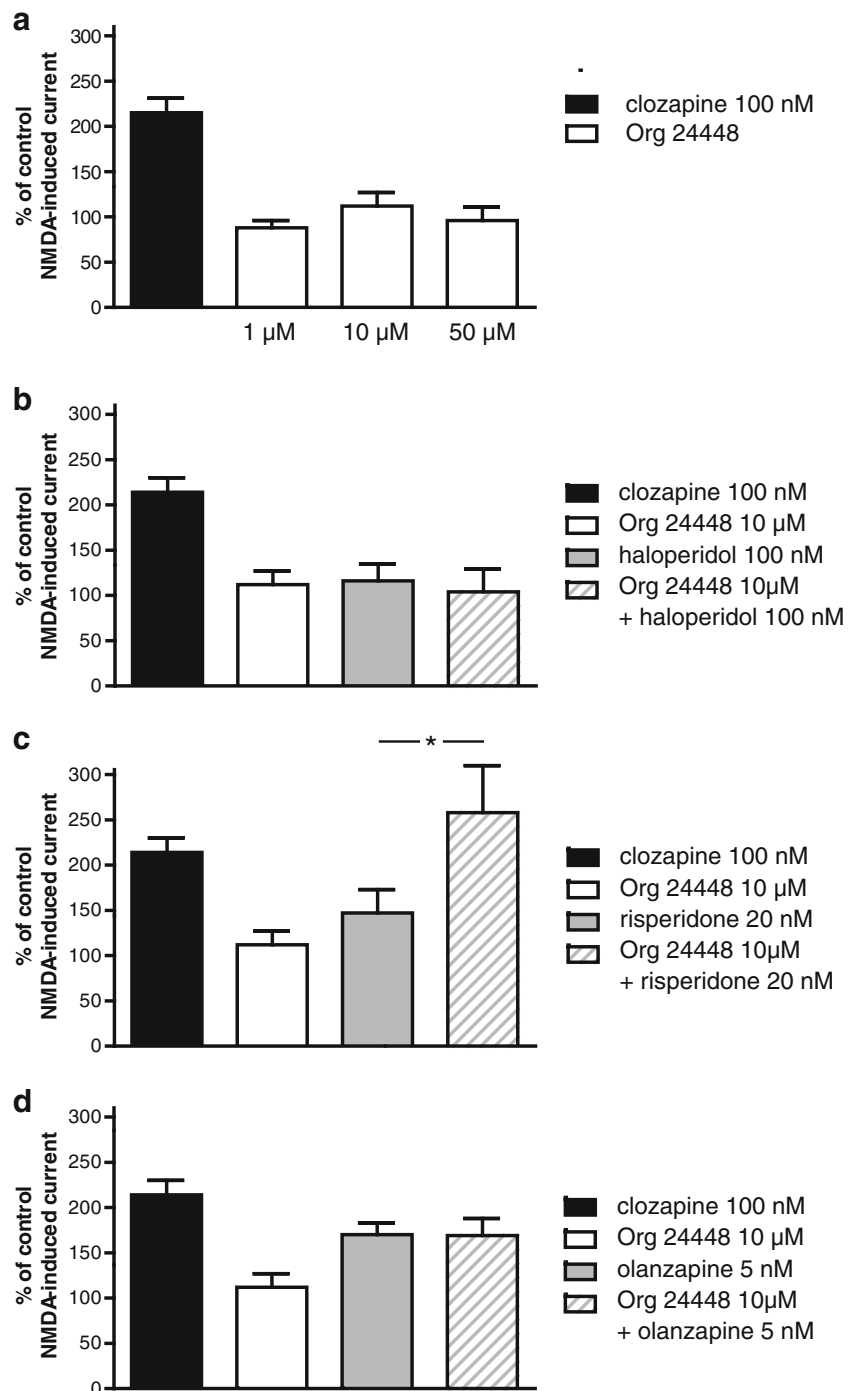 a
% of control
NMDA-induced current
300
250
200
150
100
50
0
1 µM 10 µM 50 µM
clozapine 100 nM
Org 24448
b
% of control
NMDA-induced current
300
250
200
150
100
50
0
clozapine 100 nM
Org 24448 10 µM
haloperidol 100 nM
Org 24448 10µM
+ haloperidol 100 nM
c
% of control
NMDA-induced current
300
250
200
150
100
50
0
*
clozapine 100 nM
Org 24448 10 µM
risperidone 20 nM
Org 24448 10µM
+ risperidone 20 nM
d
% of control
NMDA-induced current
300
250
200
150
100
50
0
clozapine 100 nM
Org 24448 10 µM
olanzapine 5 nM
Org 24448 10µM
+ olanzapine 5 nM